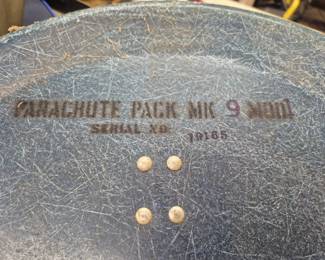 PARACHUTE PACK MK 9 MOD1
SERIAL NO. 19185